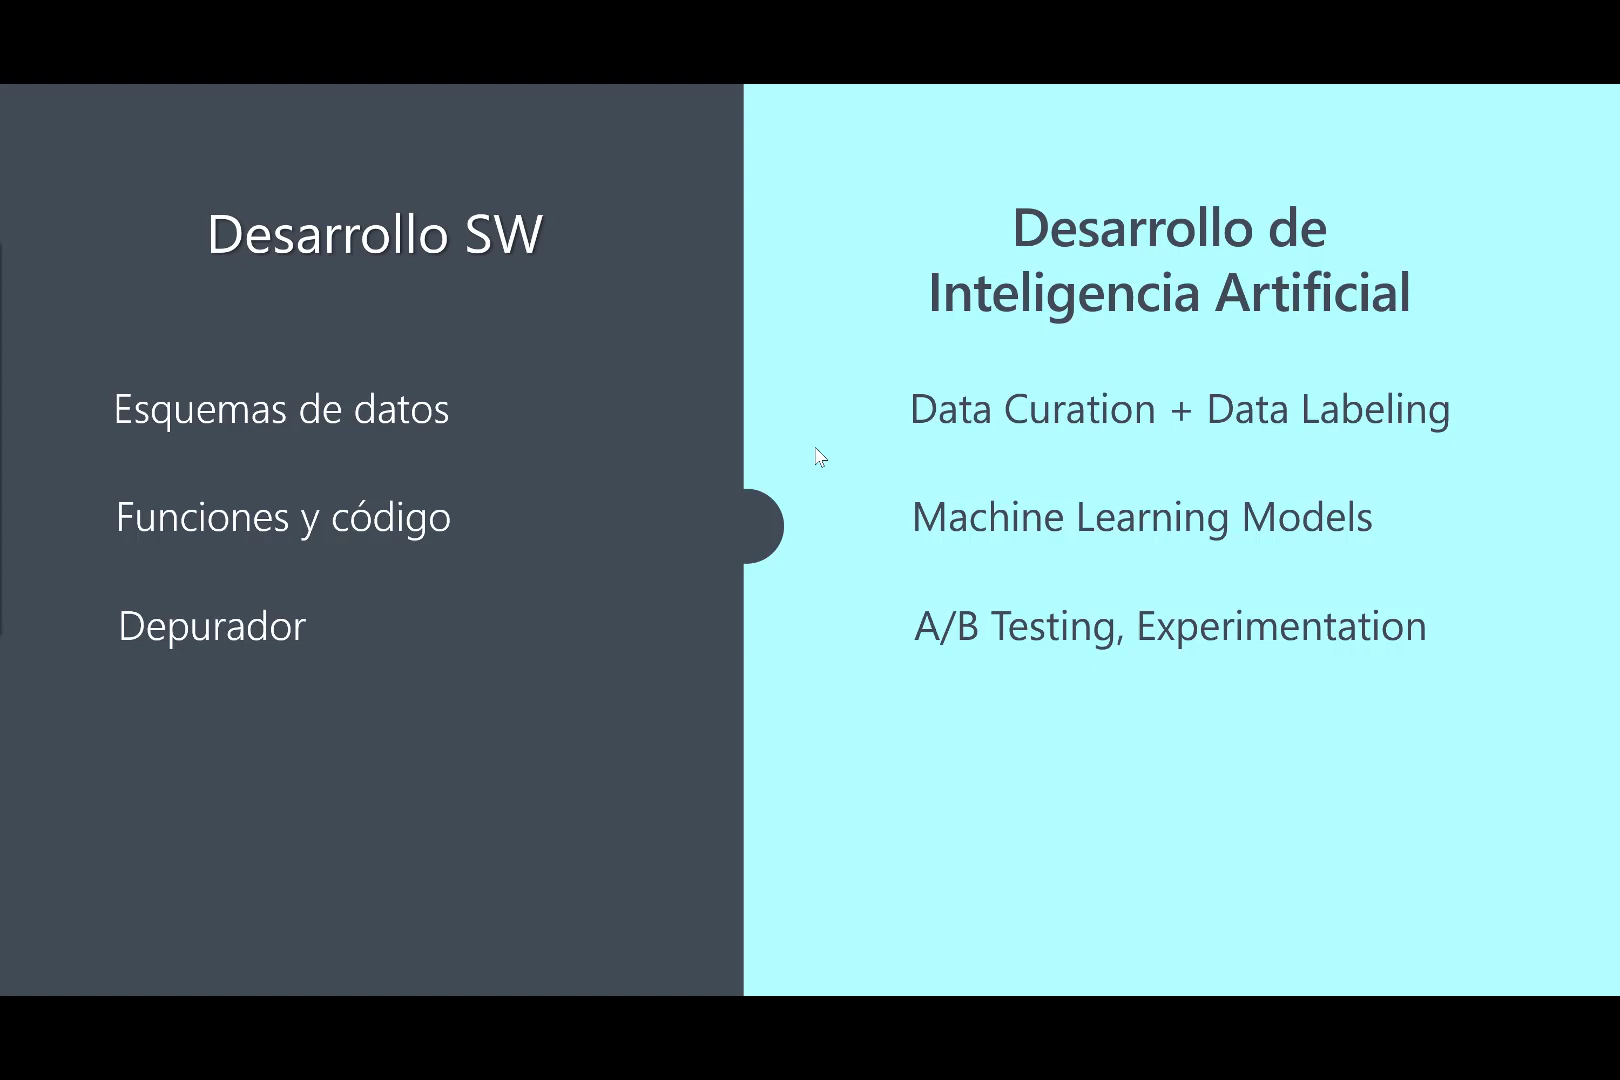 Desarrollo SW
Esquemas de datos
Funciones y código
Depurador
Desarrollo de
Inteligencia Artificial
Data Curation + Data Labeling
Machine Learning Models
A/B Testing, Experimentation